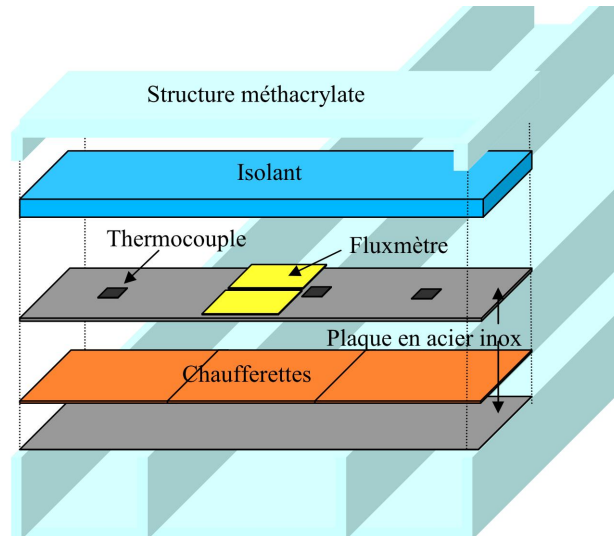 Structure méthacrylate
Isolant
Thermocouple
Fluxmètre
Plaque en acier inox
Chaufferettes